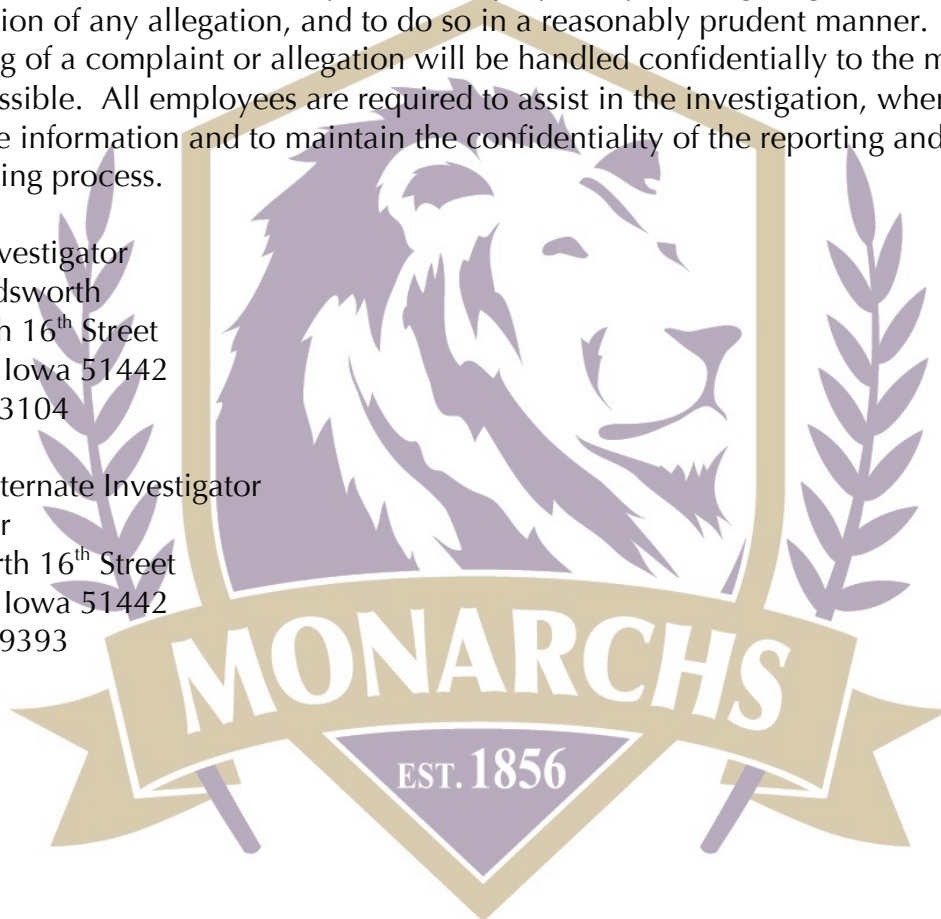 tion of any allegation, and to do so in a reasonably prudent manner.
g of a complaint or allegation will be handled confidentially to the m
ssible. All employees are required to assist in the investigation, when
e information and to maintain the confidentiality of the reporting and
ing process.
vestigator
dsworth
h 16th Street
Iowa 51442
3104
ternate Investigator
r
rth 16th Street
Iowa 51442
9393
MONARCHS
EST. 1856